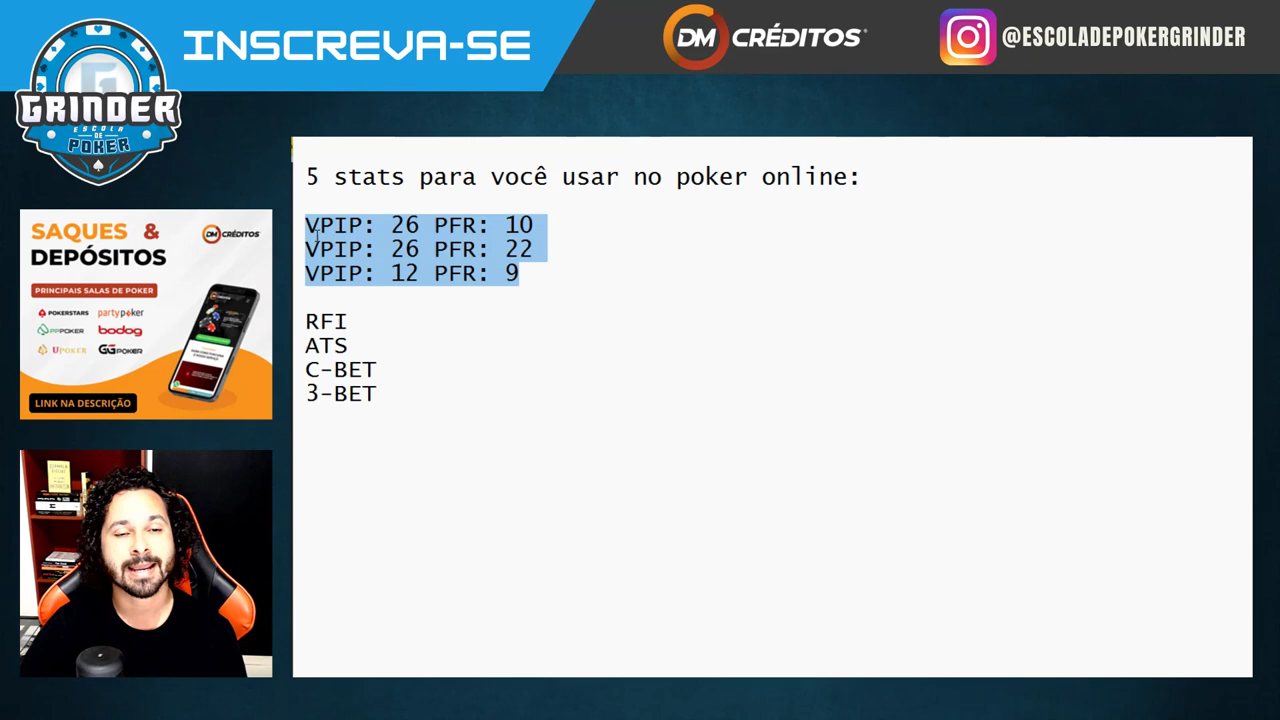 INSCREVA-SE
DM CRÉDITOS
@ESCOLADEPOKERGRINDER
GRINDER
ESCOLA
DE
POKER
5 stats para você usar no poker online:
VPIP: 26 PFR: 10
VPIP: 26 PFR: 22
VPIP: 12 PFR: 9
RFI
ATS
C-BET
3-BET
SAQUES &
DEPÓSITOS
DM CRÉDITOS
PRINCIPAIS SALAS DE POKER
POKERSTARS partypoker
PPPOKER bodog
UPOKER GGPOKER
LINK NA DESCRIÇÃO